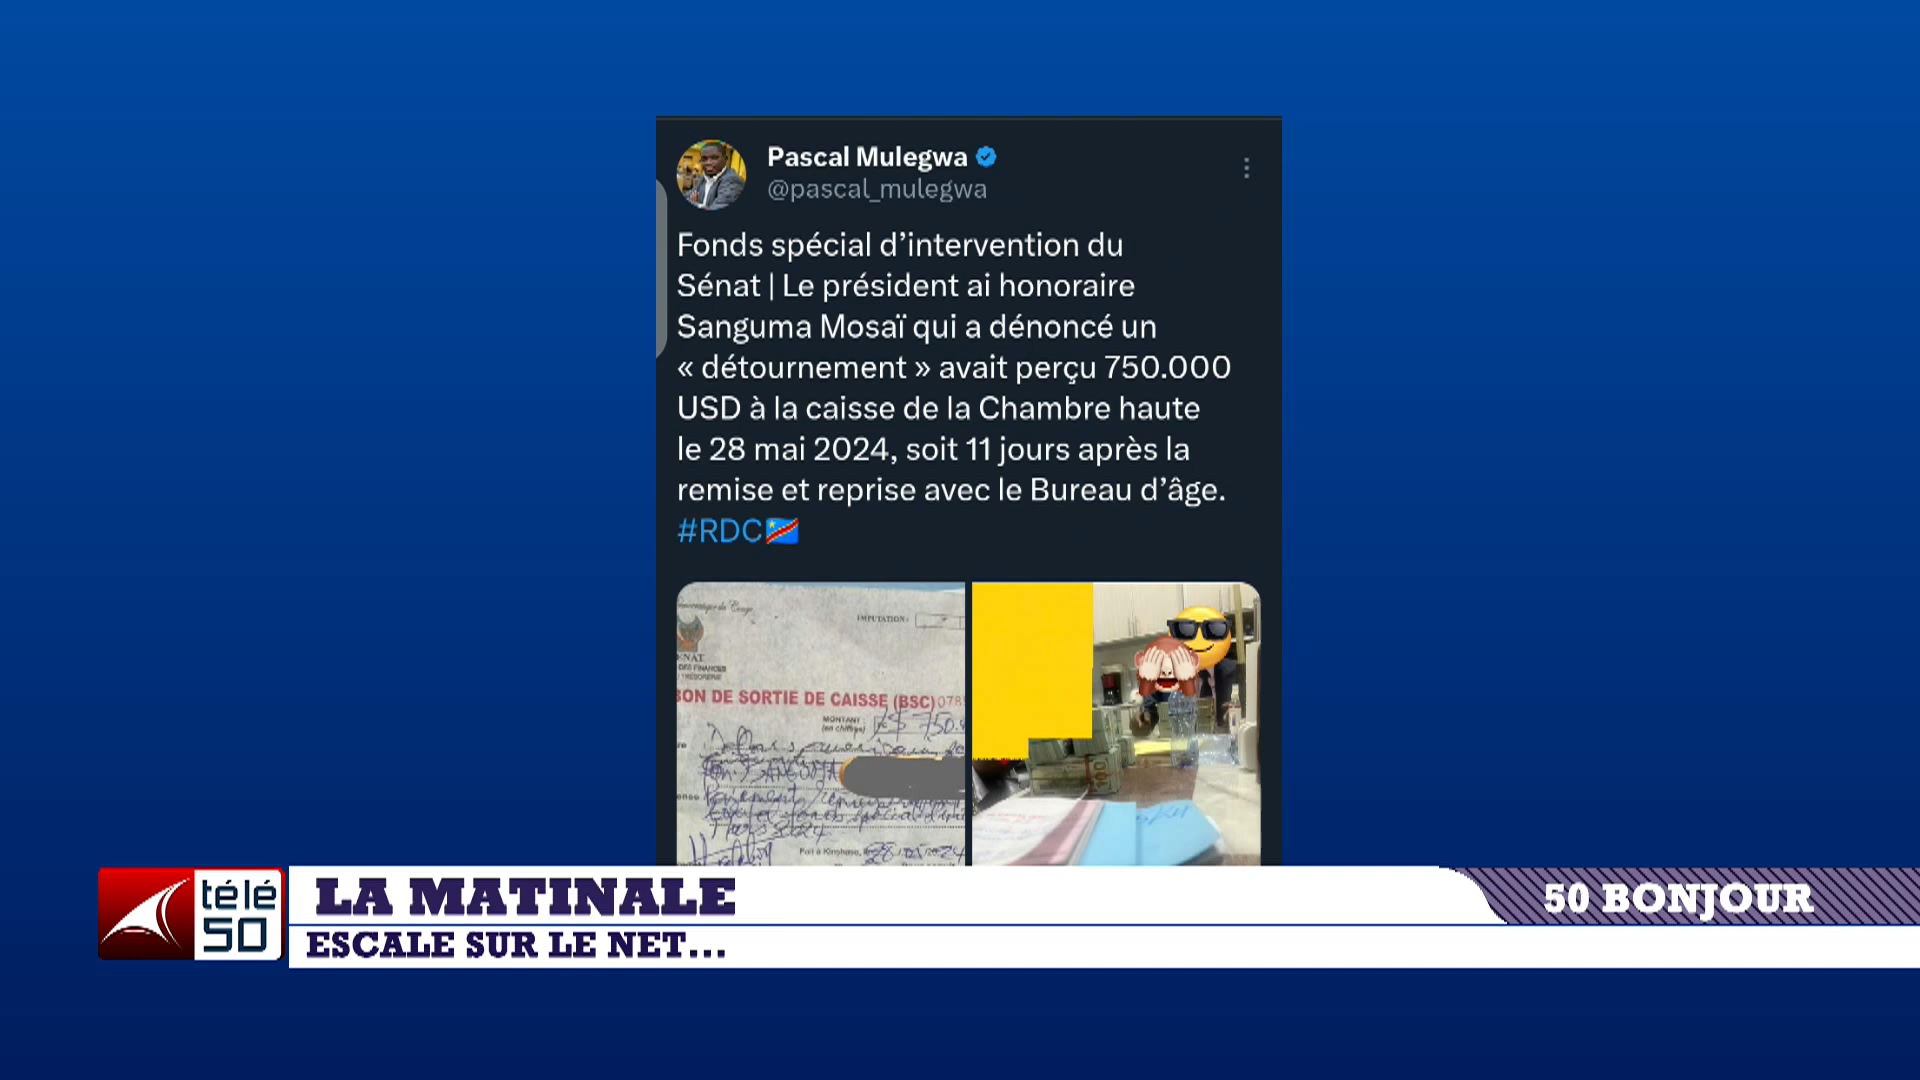 Pascal Mulegwa
@pascal_mulegwa
Fonds spécial d’intervention du
Sénat | Le président ai honoraire
Sanguma Mosaï qui a dénoncé un
« détournement » avait perçu 750.000
USD à la caisse de la Chambre haute
le 28 mai 2024, soit 11 jours après la
remise et reprise avec le Bureau d’âge.
#RDC
IMPUTATION:
DES FINANCES
BON DE SORTIE DE CAISSE (BSC)
MONTANT
(en chiffres)
100
télé
50
LA MATINALE
50 BONJOUR
ESCALE SUR LE NET...